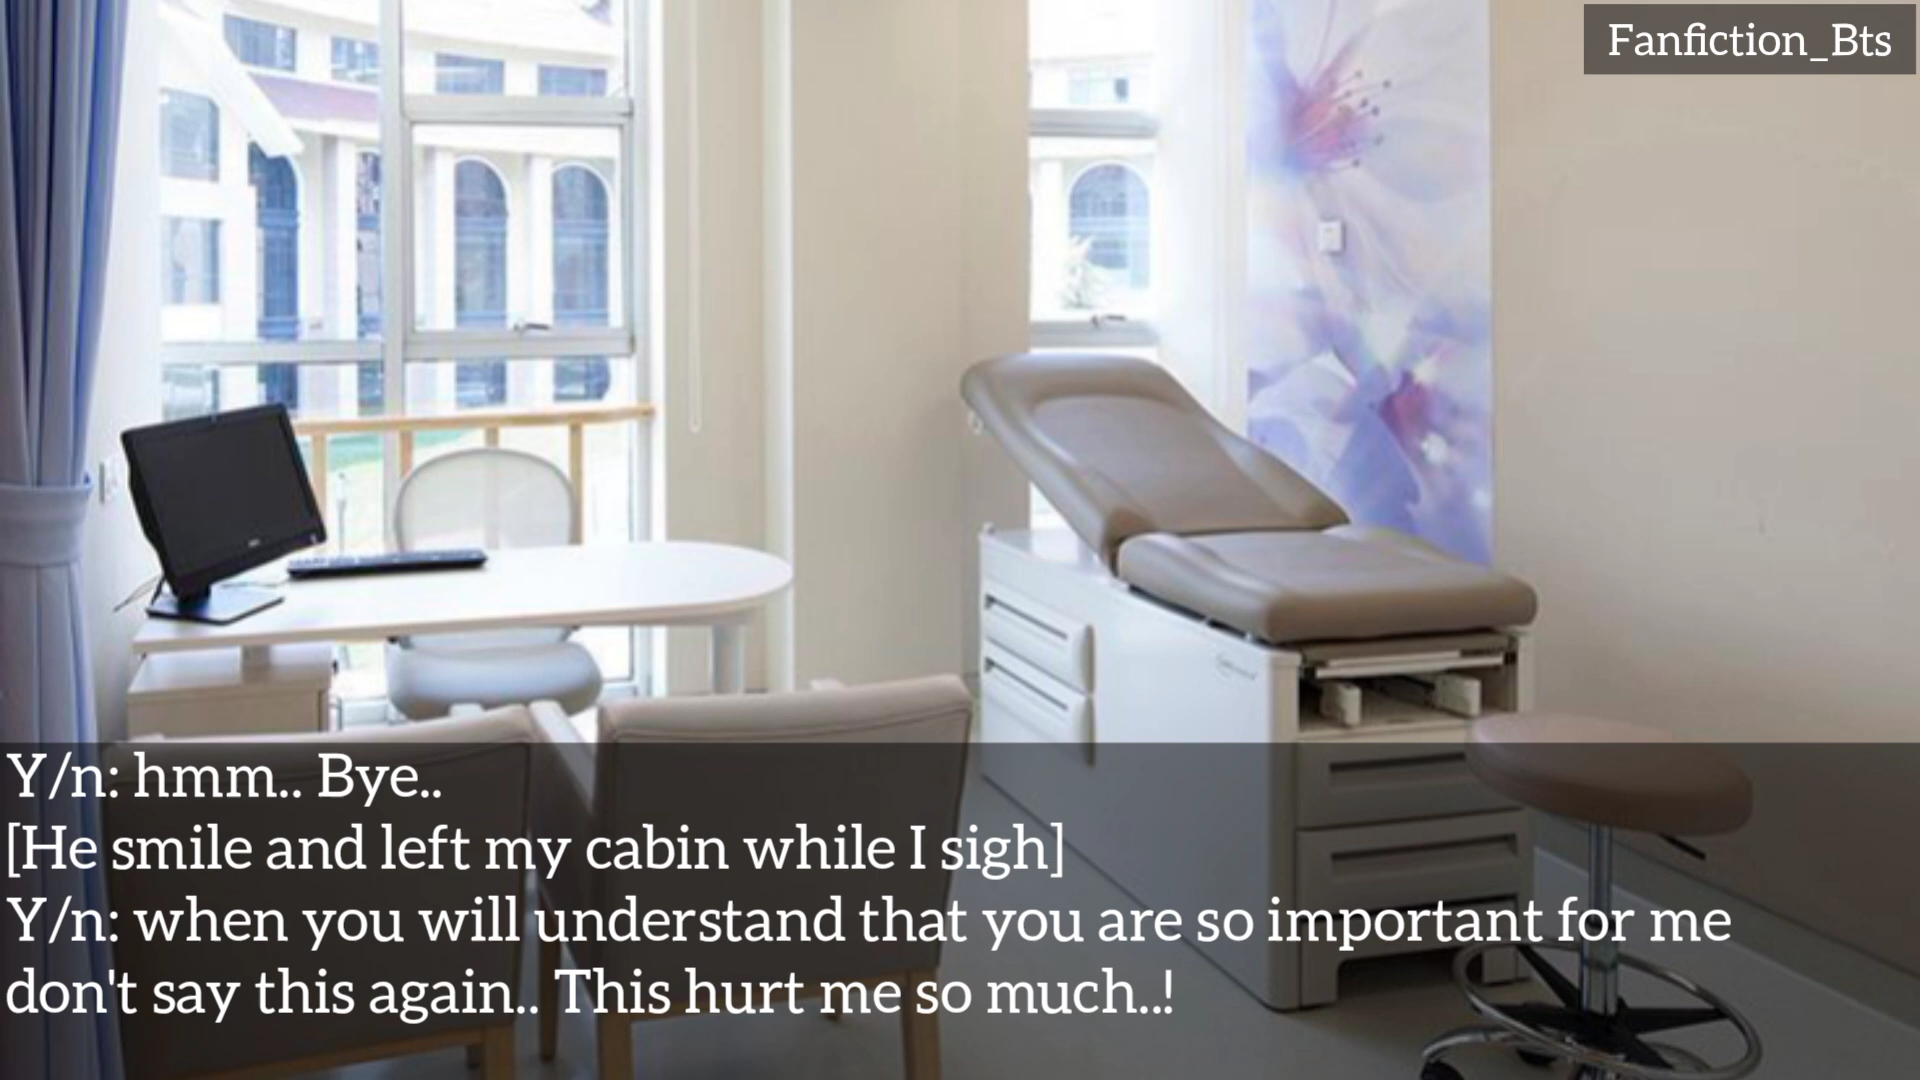 Fanfiction_Bts
Y/n: hmm.. Bye..
[He smile and left my cabin while I sigh]
Y/n: when you will understand that you are so important for me
don't say this again.. This hurt me so much..!